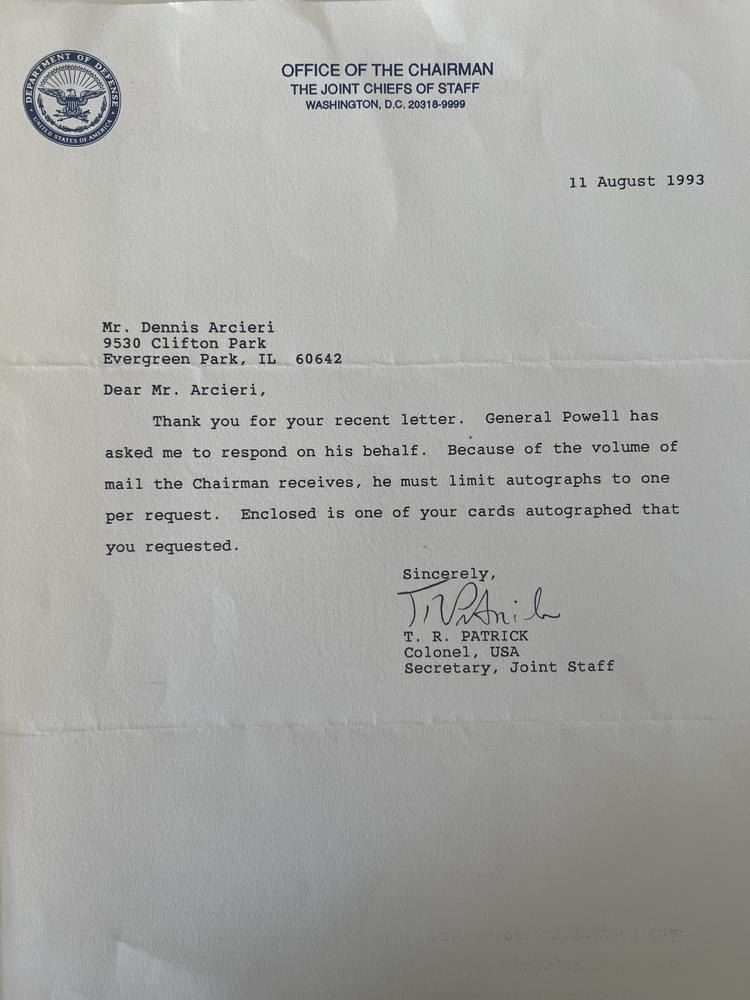 DEPARTMENT OF DEFENSE
UNITED STATES OF AMERICA
OFFICE OF THE CHAIRMAN
THE JOINT CHIEFS OF STAFF
WASHINGTON, D.C. 20318-9999
11 August 1993
Mr. Dennis Arcieri
9530 Clifton Park
Evergreen Park, IL  60642
Dear Mr. Arcieri,
Thank you for your recent letter.  General Powell has
asked me to respond on his behalf.  Because of the volume of
mail the Chairman receives, he must limit autographs to one
per request.  Enclosed is one of your cards autographed that
you requested.
Sincerely,
T. R. PATRICK
Colonel, USA
Secretary, Joint Staff